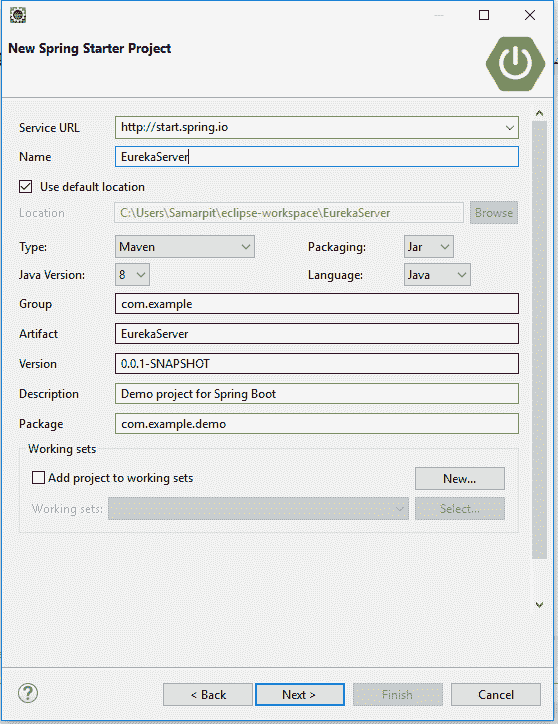 New Spring Starter Project
Service URL http://start.spring.io
Name EurekaServer
Use default location
Location C:\Users\Samarpit\eclipse-workspace\EurekaServer Browse
Type: Maven Packaging: Jar
Java Version: 8 Language: Java
Group com.example
Artifact EurekaServer
Version 0.0.1-SNAPSHOT
Description Demo project for Spring Boot
Package com.example.demo
Working sets
Add project to working sets New...
Working sets: Select...
? < Back Next > Finish Cancel